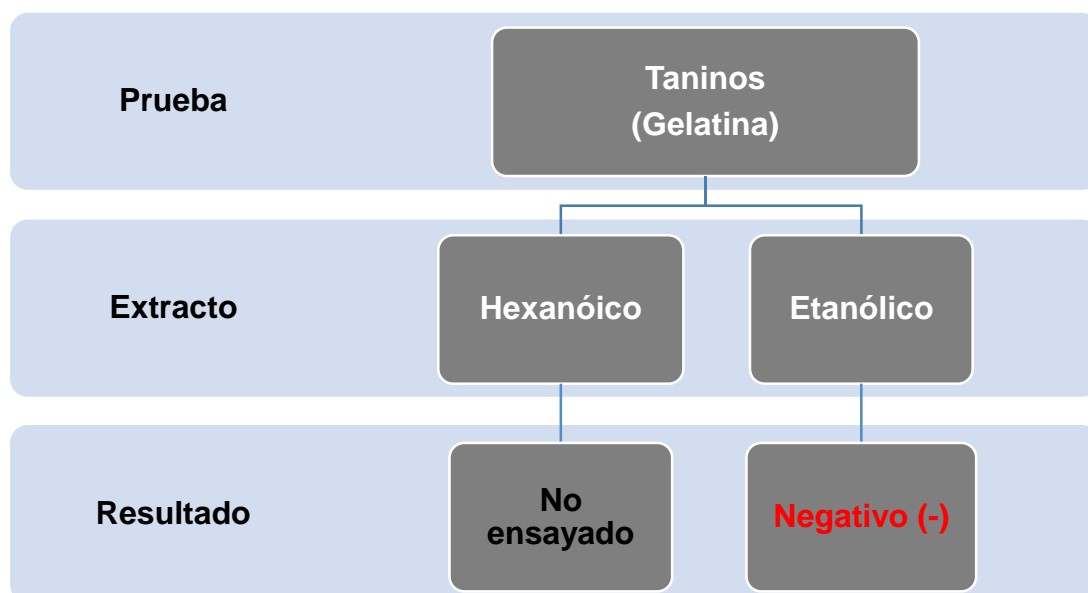 Prueba
Taninos
(Gelatina)
Extracto
Hexanóico
Etanólico
Resultado
No
ensayado
Negativo (-)